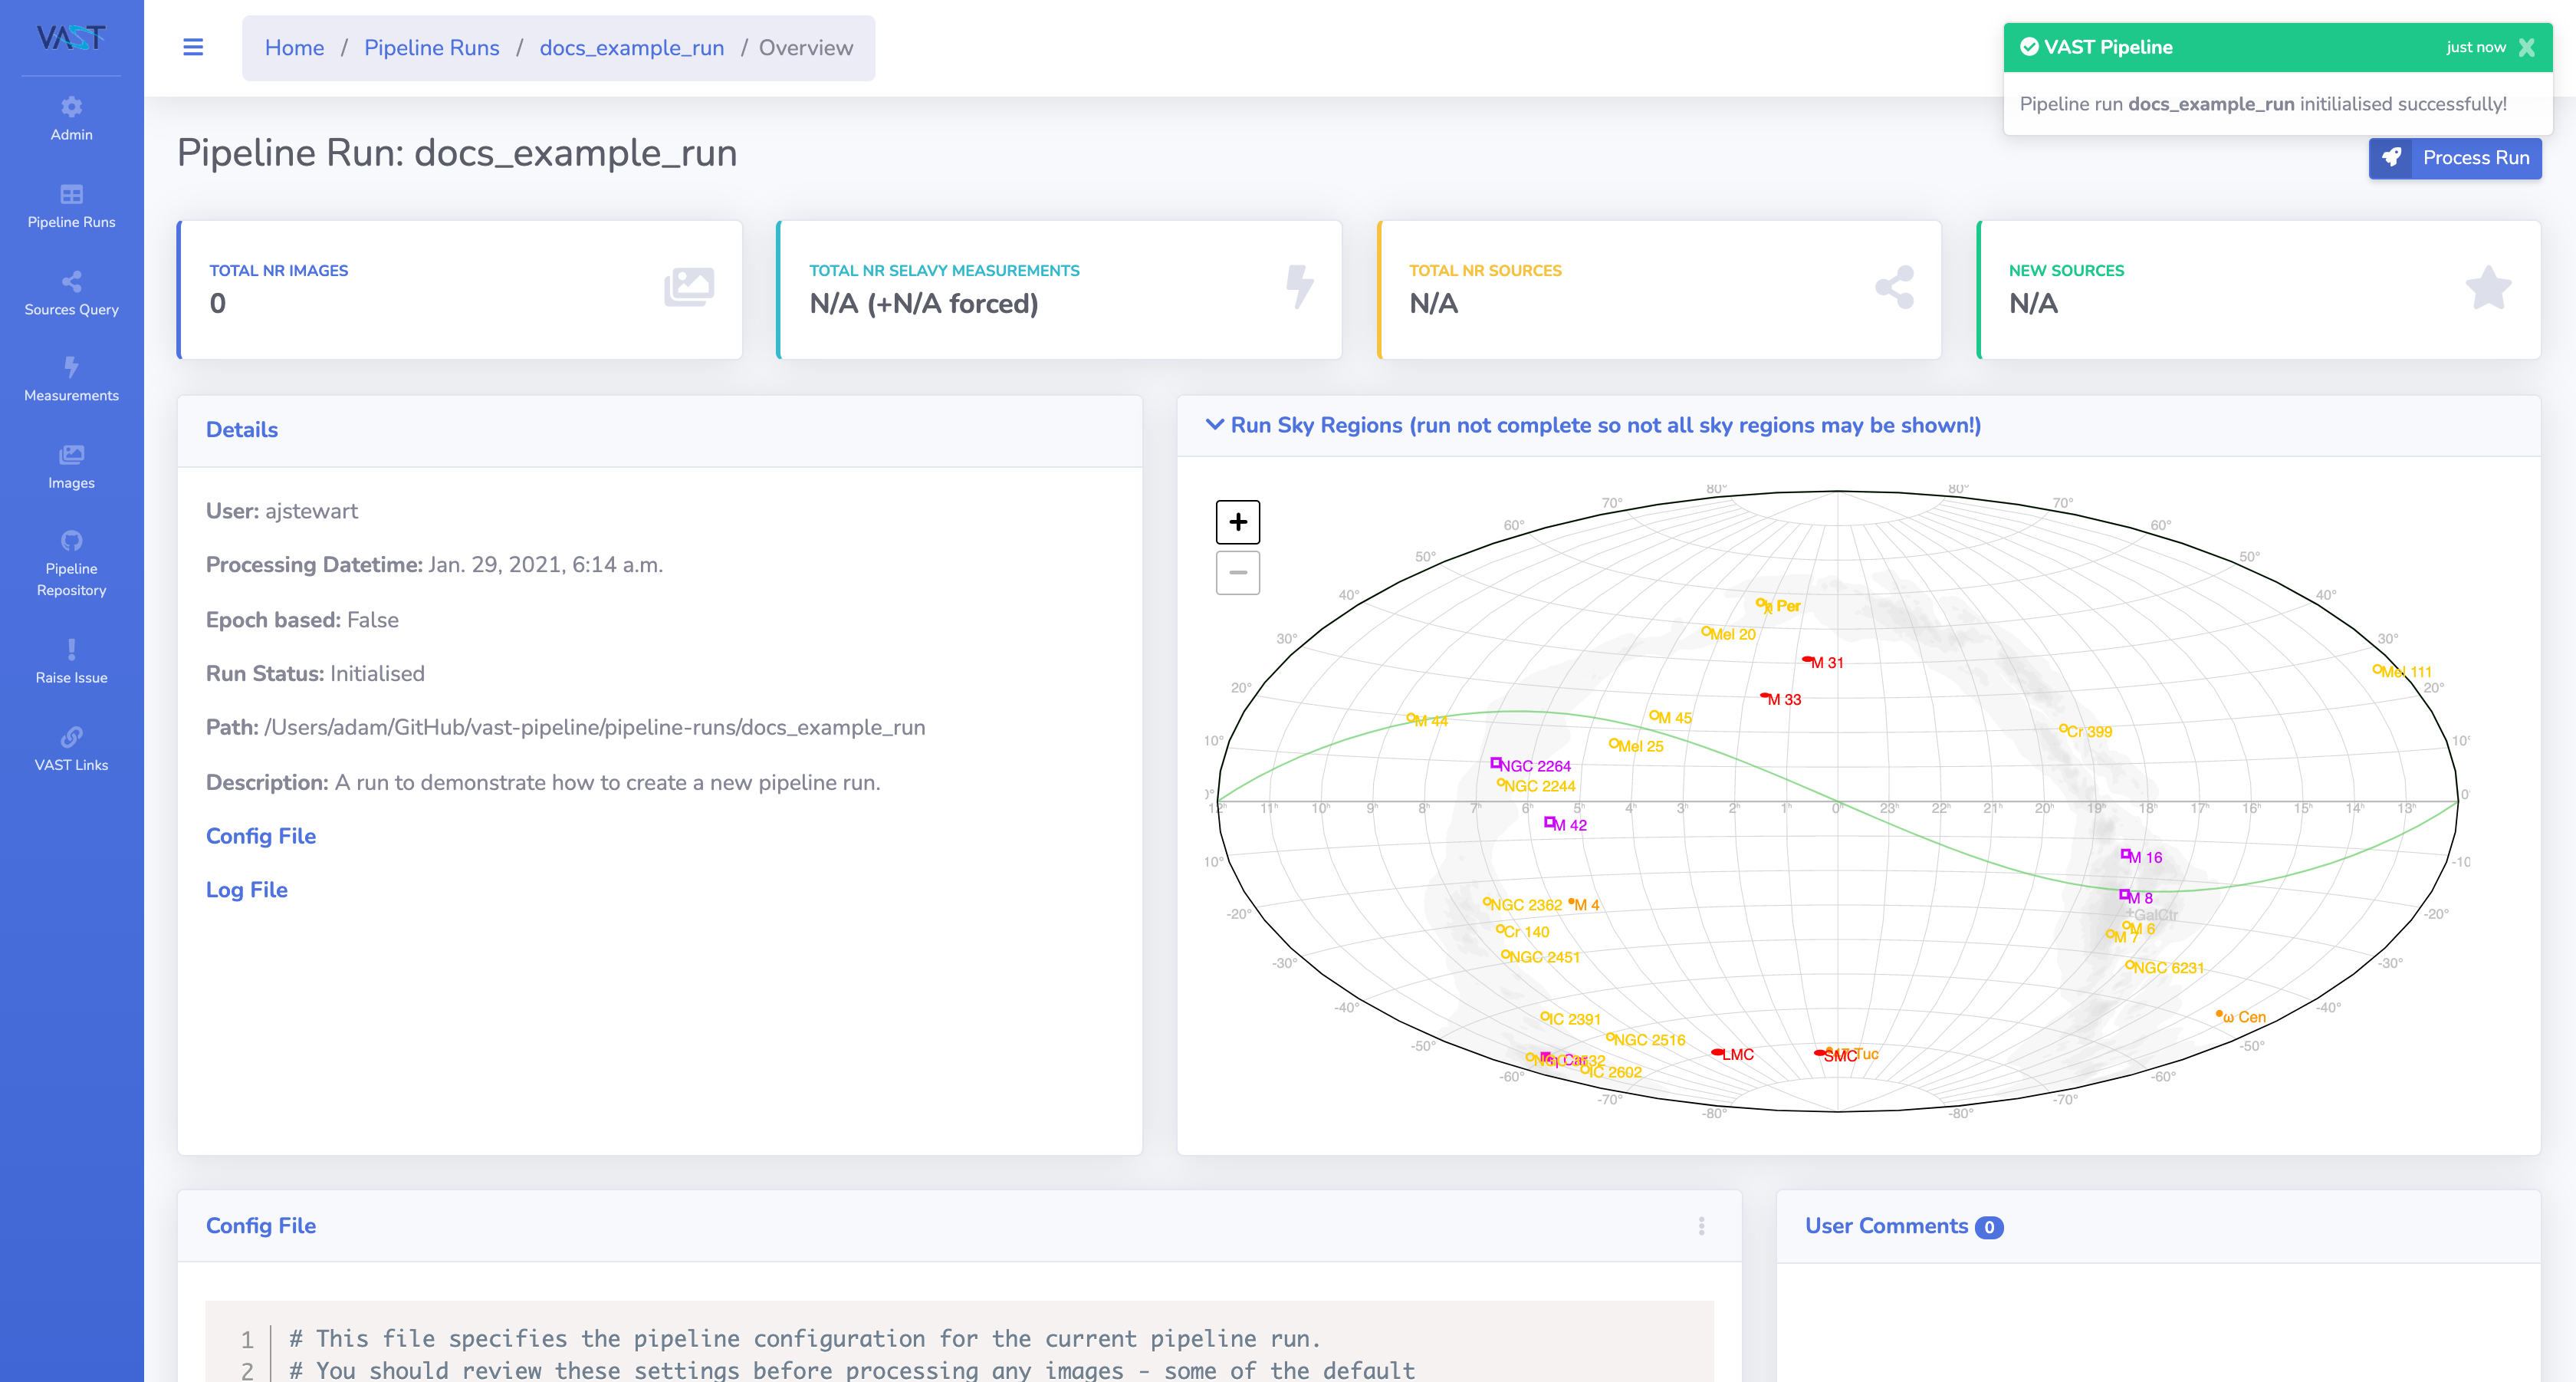 VAST
Admin
Pipeline Runs
Sources Query
Measurements
Images
Pipeline
Repository
Raise Issue
VAST Links
Home / Pipeline Runs / docs_example_run / Overview
VAST Pipeline just now
Pipeline run docs_example_run initilialised successfully!
Pipeline Run: docs_example_run
Process Run
TOTAL NR IMAGES
0
TOTAL NR SELAVY MEASUREMENTS
N/A (+N/A forced)
TOTAL NR SOURCES
N/A
NEW SOURCES
N/A
Details
User: ajstewart
Processing Datetime: Jan. 29, 2021, 6:14 a.m.
Epoch based: False
Run Status: Initialised
Path: /Users/adam/GitHub/vast-pipeline/pipeline-runs/docs_example_run
Description: A run to demonstrate how to create a new pipeline run.
Config File
Log File
Run Sky Regions (run not complete so not all sky regions may be shown!)
+
−
80° 80°
70° 70°
60° 60°
50° 50°
40° 40°
30° 30°
20° 20°
10° 10°
0° 0°
12h 11h 10h 9h 8h 7h 6h 5h 4h 3h 2h 1h 0h 23h 22h 21h 20h 19h 18h 17h 16h 15h 14h 13h
10° -10
-20° -20°
-30° -30°
-40° -40°
-50° -50°
-60° -60°
-70° -70°
-80° -80°
h Per
Mel 20
M 31
Mel 111
M 33
M 44
M 45
Cr 399
Mel 25
NGC 2264
NGC 2244
M 42
M 16
M 8
GalCtr
NGC 2362
M 4
M 6
M 7
Cr 140
NGC 2451
NGC 6231
IC 2391
ω Cen
NGC 2516
LMC
SMC
Tuc
IC 2602
Config File
1 # This file specifies the pipeline configuration for the current pipeline run.
2 # You should review these settings before processing any images - some of the default
User Comments 0